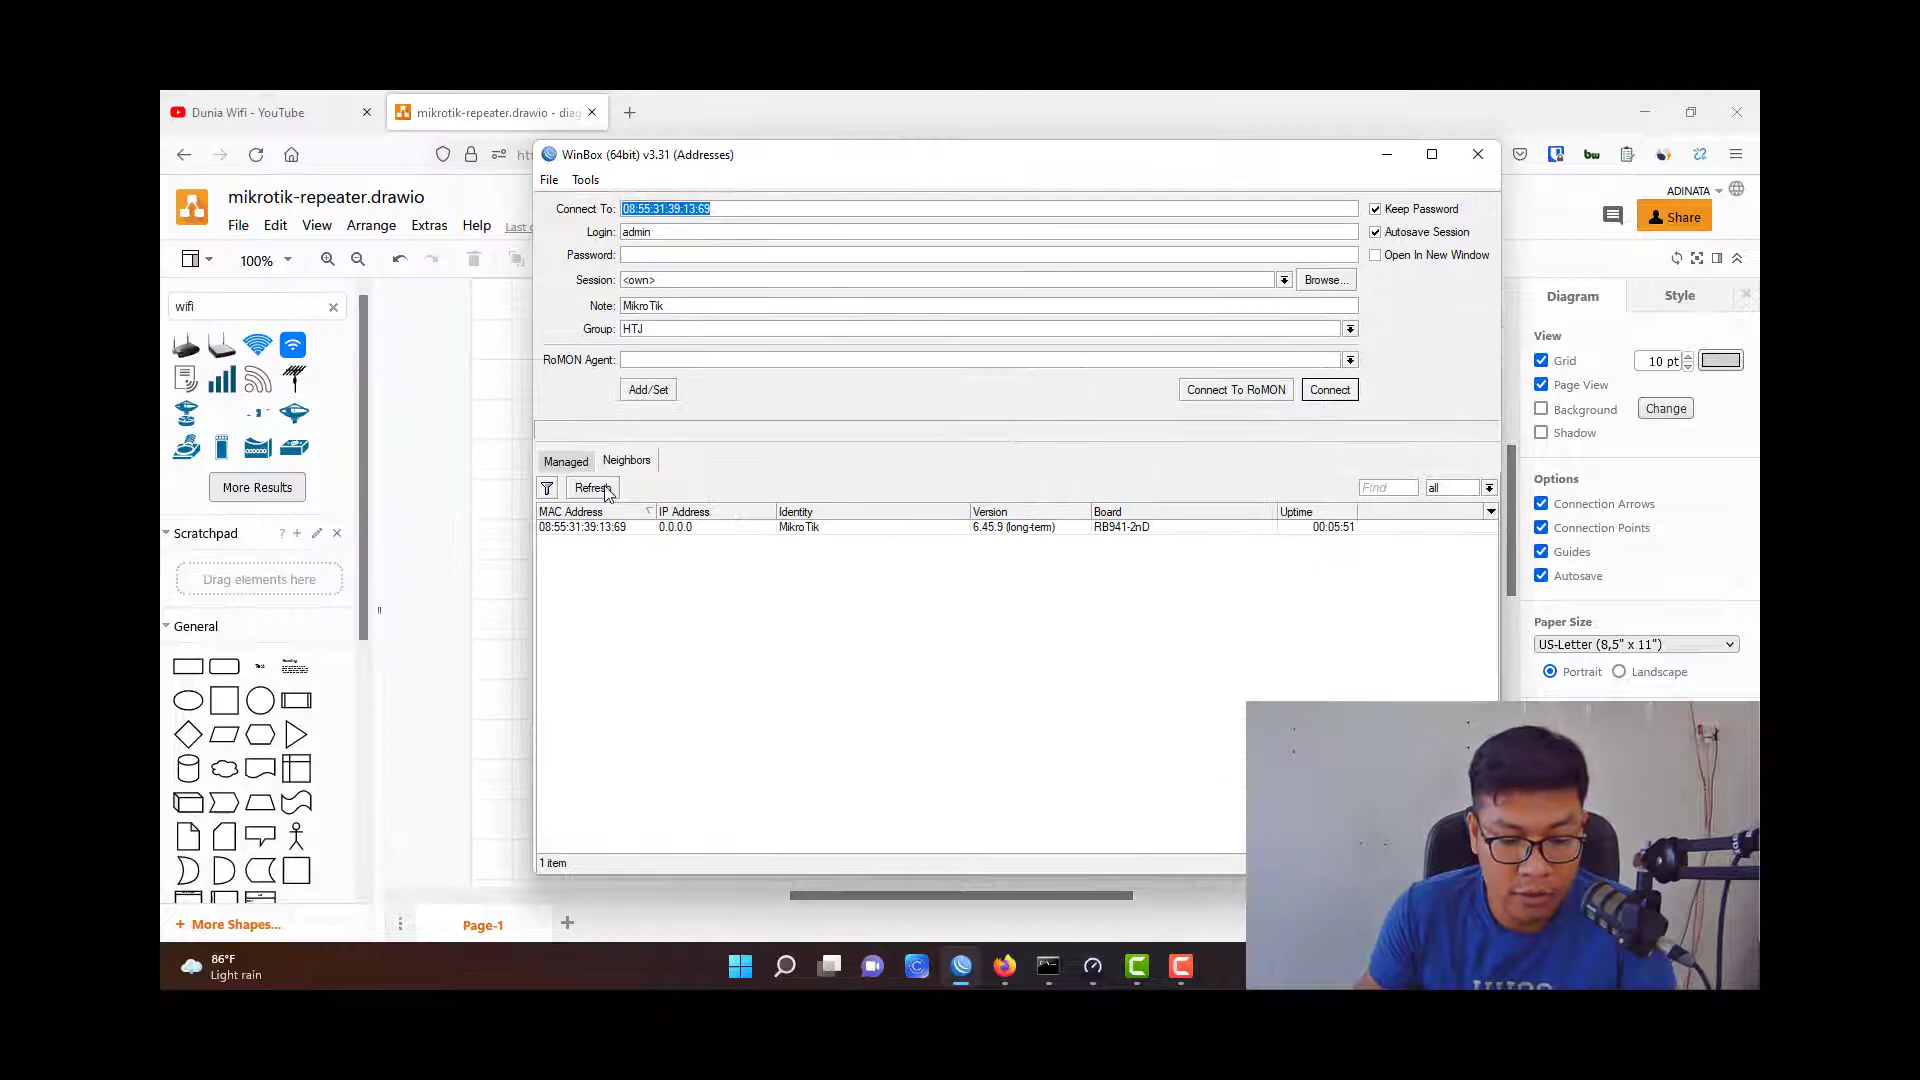 Dunia Wifi - YouTube
mikrotik-repeater.drawio - diag
WinBox (64bit) v3.31 (Addresses)
File Tools
Connect To: 08:55:31:39:13:69
Keep Password
Login: admin
Autosave Session
Password:
Open In New Window
Session: <own>
Browse...
Note: MikroTik
Group: HTJ
RoMON Agent:
Add/Set
Connect To RoMON
Connect
Managed
Neighbors
Refresh
Find
all
MAC Address IP Address Identity Version Board Uptime
08:55:31:39:13:69 0.0.0.0 MikroTik 6.45.9 (long-term) RB941-2nD 00:05:51
1 item
mikrotik-repeater.drawio
File Edit View Arrange Extras Help
100%
wifi
More Results
Scratchpad
Drag elements here
General
Text
Heading
+ More Shapes...
Page-1
bw
ADINATA
Share
Diagram
Style
View
Grid
10 pt
Page View
Background
Change
Shadow
Options
Connection Arrows
Connection Points
Guides
Autosave
Paper Size
US-Letter (8,5" x 11")
Portrait
Landscape
86°F
Light rain